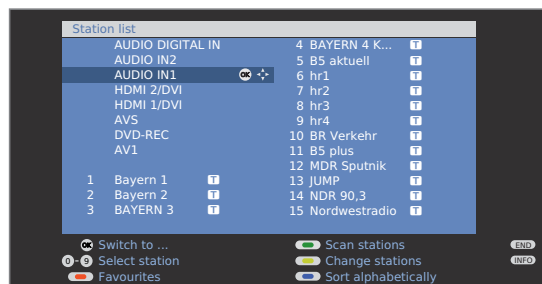 Station list
AUDIO DIGITAL IN
AUDIO IN2
AUDIO IN1 OK
HDMI 2/DVI
HDMI 1/DVI
AVS
DVD-REC
AV1
1 Bayern 1 T
2 Bayern 2 T
3 BAYERN 3 T
4 BAYERN 4 K... T
5 B5 aktuell T
6 hr1 T
7 hr2 T
8 hr3 T
9 hr4 T
10 BR Verkehr T
11 B5 plus T
12 MDR Sputnik T
13 JUMP T
14 NDR 90,3 T
15 Nordwestradio T
OK Switch to ...
0-9 Select station
Favourites
Scan stations
Change stations
Sort alphabetically
END
INFO